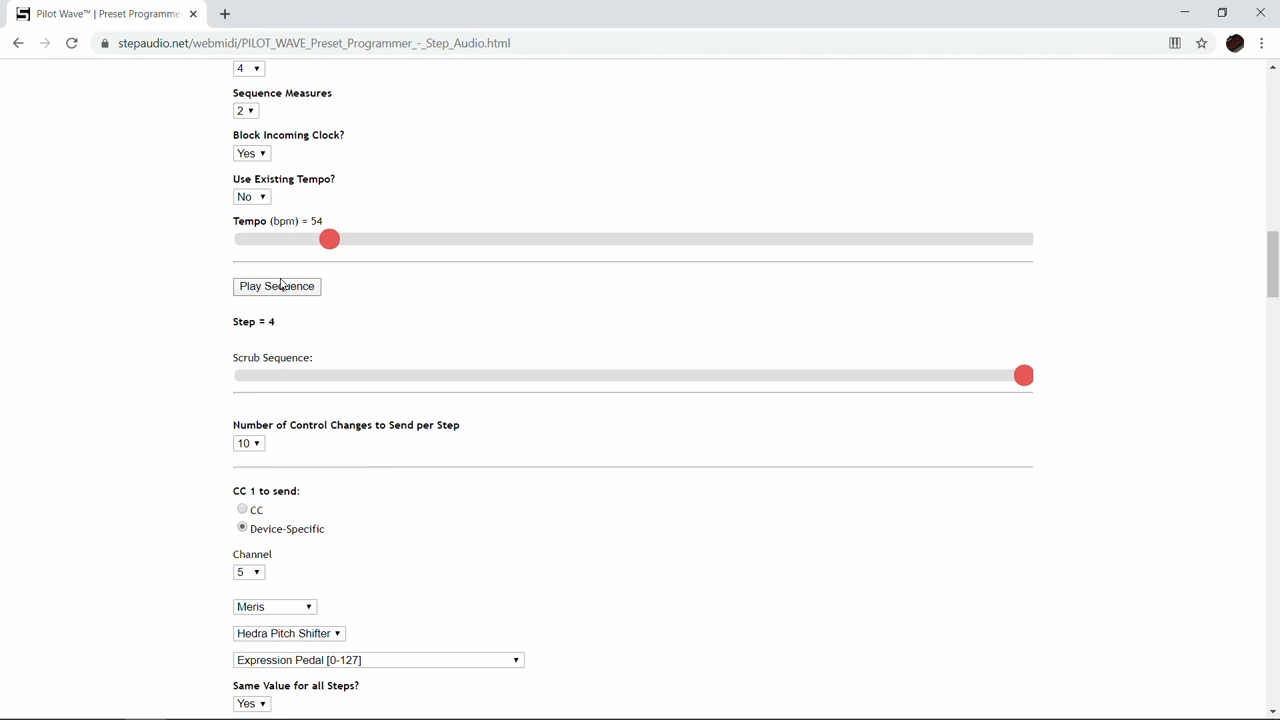 Pilot Wave™ | Preset Programme
stepaudio.net/webmidi/PILOT_WAVE_Preset_Programmer_-_Step_Audio.html
4
Sequence Measures
2
Block Incoming Clock?
Yes
Use Existing Tempo?
No
Tempo (bpm) = 54
Play Sequence
Step = 4
Scrub Sequence:
Number of Control Changes to Send per Step
10
CC 1 to send:
CC
Device-Specific
Channel
5
Meris
Hedra Pitch Shifter
Expression Pedal [0-127]
Same Value for all Steps?
Yes